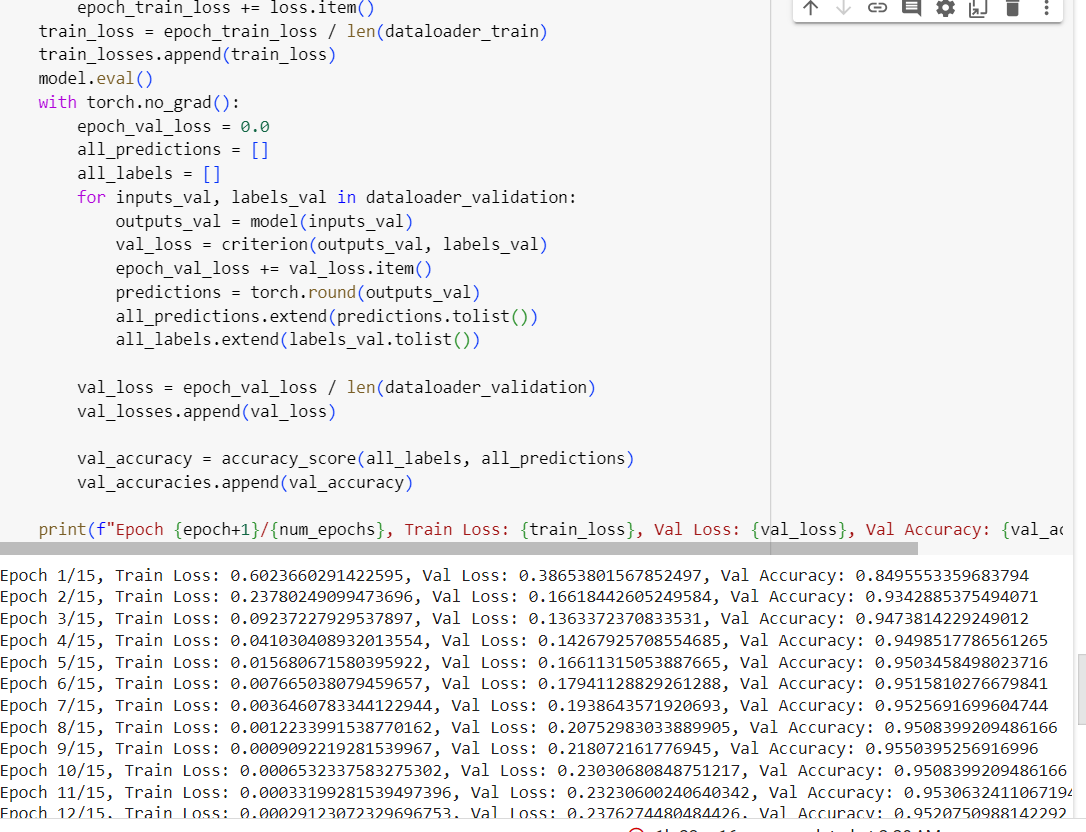 epoch_train_loss += loss.item()
train_loss = epoch_train_loss / len(dataloader_train)
train_losses.append(train_loss)
model.eval()
with torch.no_grad():
epoch_val_loss = 0.0
all_predictions = []
all_labels = []
for inputs_val, labels_val in dataloader_validation:
outputs_val = model(inputs_val)
val_loss = criterion(outputs_val, labels_val)
epoch_val_loss += val_loss.item()
predictions = torch.round(outputs_val)
all_predictions.extend(predictions.tolist())
all_labels.extend(labels_val.tolist())
val_loss = epoch_val_loss / len(dataloader_validation)
val_losses.append(val_loss)
val_accuracy = accuracy_score(all_labels, all_predictions)
val_accuracies.append(val_accuracy)
print(f"Epoch {epoch+1}/{num_epochs}, Train Loss: {train_loss}, Val Loss: {val_loss}, Val Accuracy: {val_ac
Epoch 1/15, Train Loss: 0.6023660291422595, Val Loss: 0.38653801567852497, Val Accuracy: 0.8495553359683794
Epoch 2/15, Train Loss: 0.23780249099473696, Val Loss: 0.16618442605249584, Val Accuracy: 0.9342885375494071
Epoch 3/15, Train Loss: 0.09237227929537897, Val Loss: 0.1363372370833531, Val Accuracy: 0.9473814229249012
Epoch 4/15, Train Loss: 0.041030408932013554, Val Loss: 0.14267925708554685, Val Accuracy: 0.9498517786561265
Epoch 5/15, Train Loss: 0.015680671580395922, Val Loss: 0.16611315053887665, Val Accuracy: 0.9503458498023716
Epoch 6/15, Train Loss: 0.007665038079459657, Val Loss: 0.17941128829261288, Val Accuracy: 0.9515810276679841
Epoch 7/15, Train Loss: 0.0036460783344122944, Val Loss: 0.1938643571920693, Val Accuracy: 0.9525691699604744
Epoch 8/15, Train Loss: 0.0012233991538770162, Val Loss: 0.20752983033889905, Val Accuracy: 0.9508399209486166
Epoch 9/15, Train Loss: 0.0009092219281539967, Val Loss: 0.218072161776945, Val Accuracy: 0.9550395256916996
Epoch 10/15, Train Loss: 0.0006532337583275302, Val Loss: 0.23030680848751217, Val Accuracy: 0.9508399209486166
Epoch 11/15, Train Loss: 0.00033199281539497396, Val Loss: 0.23230600240640342, Val Accuracy: 0.9530632411067194
Epoch 12/15, Train Loss: 0.00029123072329696753, Val Loss: 0.2376274480484426, Val Accuracy: 0.9520750988142292